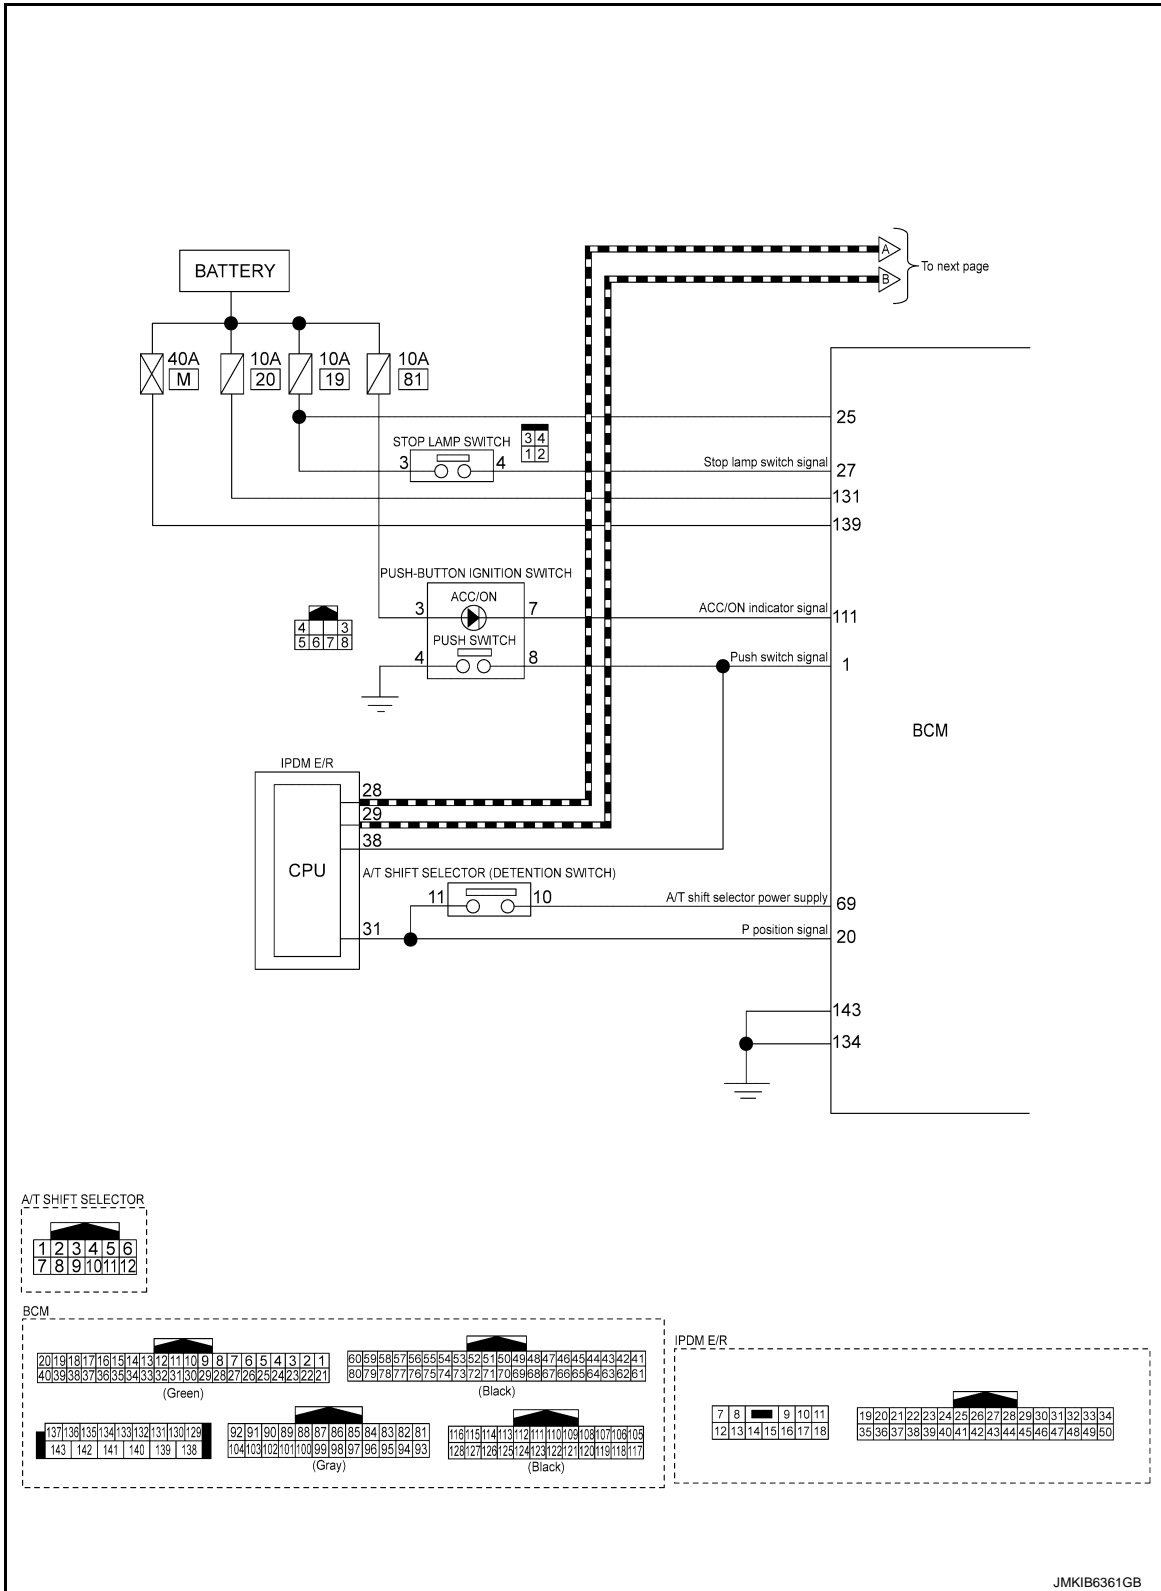 A
To next page
B
BATTERY
40A
M
10A
20
10A
19
10A
81
25
STOP LAMP SWITCH
3 4
1 2
3 4
Stop lamp switch signal
27
131
139
PUSH-BUTTON IGNITION SWITCH
ACC/ON
3 7
ACC/ON indicator signal
111
4 3
5 6 7 8
PUSH SWITCH
4 8
Push switch signal
1
BCM
IPDM E/R
28
29
38
CPU
A/T SHIFT SELECTOR (DETENTION SWITCH)
11 10
A/T shift selector power supply
69
31
P position signal
20
143
134
A/T SHIFT SELECTOR
1 2 3 4 5 6
7 8 9 10 11 12
BCM
20 19 18 17 16 15 14 13 12 11 10 9 8 7 6 5 4 3 2 1
40 39 38 37 36 35 34 33 32 31 30 29 28 27 26 25 24 23 22 21
(Green)
60 59 58 57 56 55 54 53 52 51 50 49 48 47 46 45 44 43 42 41
80 79 78 77 76 75 74 73 72 71 70 69 68 67 66 65 64 63 62 61
(Black)
137 136 135 134 133 132 131 130 129
143 142 141 140 139 138
92 91 90 89 88 87 86 85 84 83 82 81
104 103 102 101 100 99 98 97 96 95 94 93
(Gray)
116 115 114 113 112 111 110 109 108 107 106 105
128 127 126 125 124 123 122 121 120 119 118 117
(Black)
IPDM E/R
7 8 9 10 11
12 13 14 15 16 17 18
19 20 21 22 23 24 25 26 27 28 29 30 31 32 33 34
35 36 37 38 39 40 41 42 43 44 45 46 47 48 49 50
JMKIB6361GB